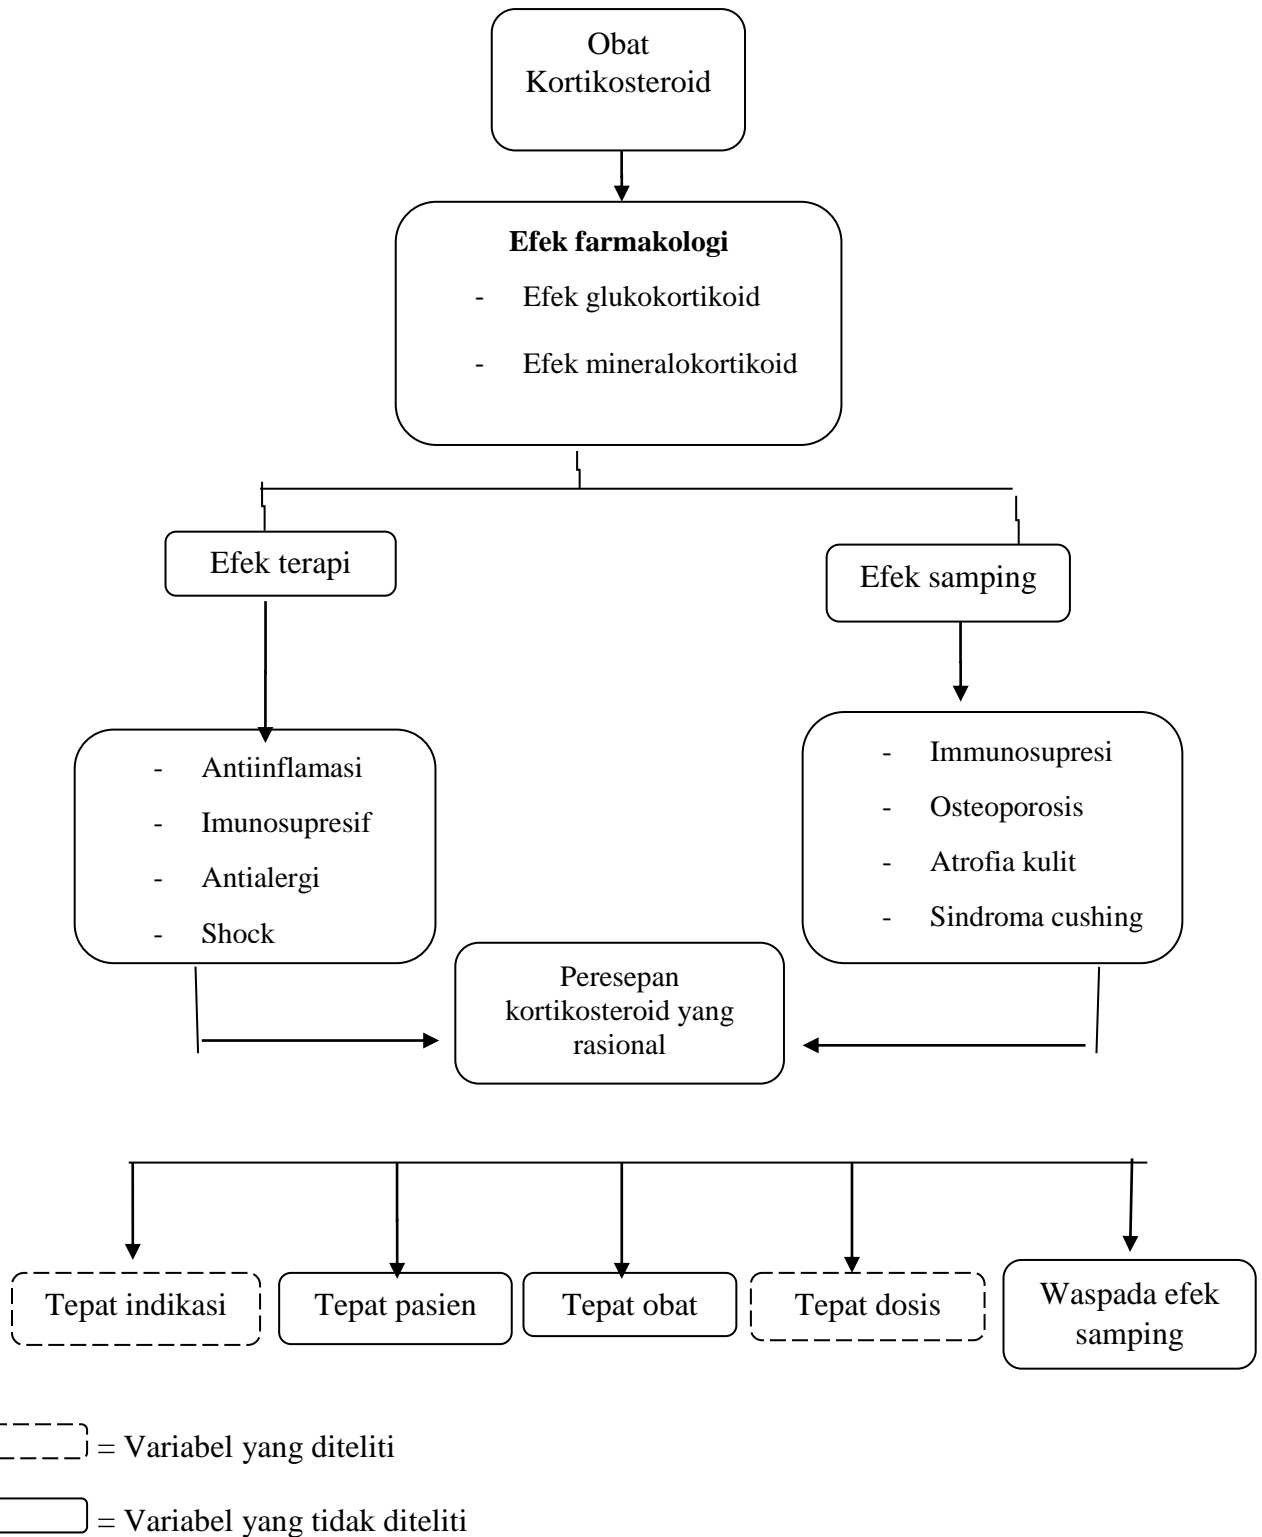 Obat
Kortikosteroid
Efek farmakologi
- Efek glukokortikoid
- Efek mineralokortikoid
Efek terapi
Efek samping
- Antiinflamasi
- Imunosupresif
- Antialergi
- Shock
- Immunosupresi
- Osteoporosis
- Atrofia kulit
- Sindroma cushing
Peresepan
kortikosteroid yang
rasional
Tepat indikasi
Tepat pasien
Tepat obat
Tepat dosis
Waspada efek
samping
= Variabel yang diteliti
= Variabel yang tidak diteliti